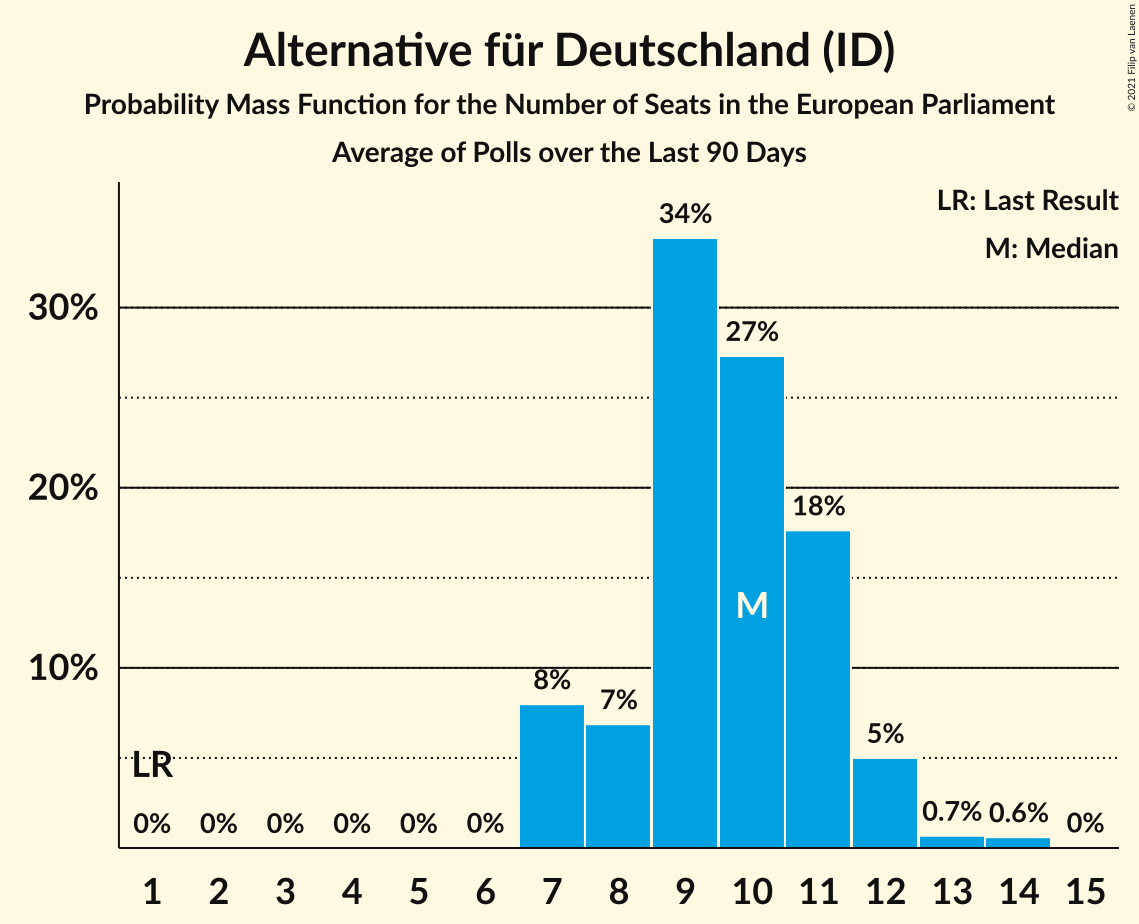 Alternative für Deutschland (ID)
Probability Mass Function for the Number of Seats in the European Parliament
Average of Polls over the Last 90 Days
© 2021 Filip van Laenen
LR: Last Result
M: Median
30%
20%
10%
LR
0% 0% 0% 0% 0% 0% 8% 7% 34% 27% 18% 5% 0.7% 0.6% 0%
M
1 2 3 4 5 6 7 8 9 10 11 12 13 14 15